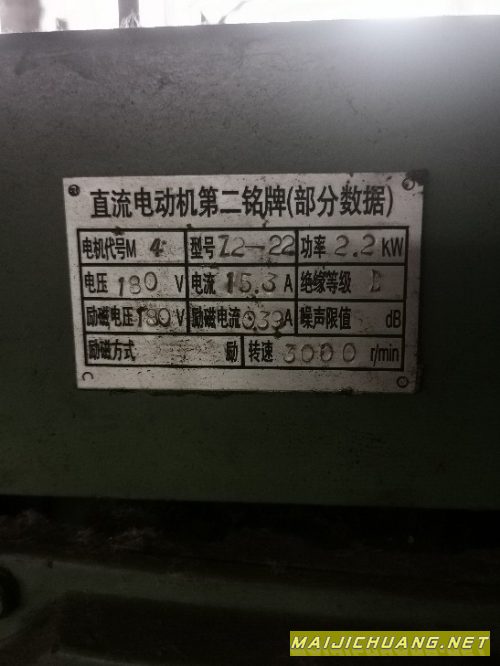 直流电动机第二铭牌(部分数据)
电机代号M 4 型号 Z2-22 功率 2.2 KW
电压 180 V 电流 15.3 A 绝缘等级
励磁电压 180 V 励磁电流 A 噪声限值 dB
励磁方式 励 转速 3000 r/min
MAIJICHUANG.NET